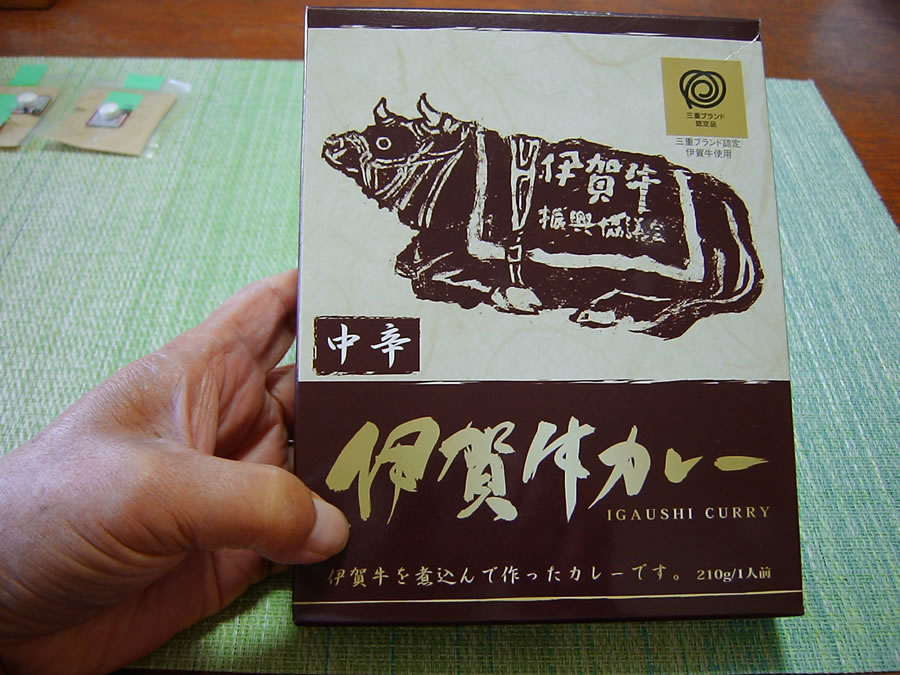 三重ブランド
認定品
三重ブランド認定
伊賀牛使用
伊賀牛
振興協議会
中辛
伊賀牛カレー
IGAUSHI CURRY
伊賀牛を煮込んで作ったカレーです。 210g/1人前